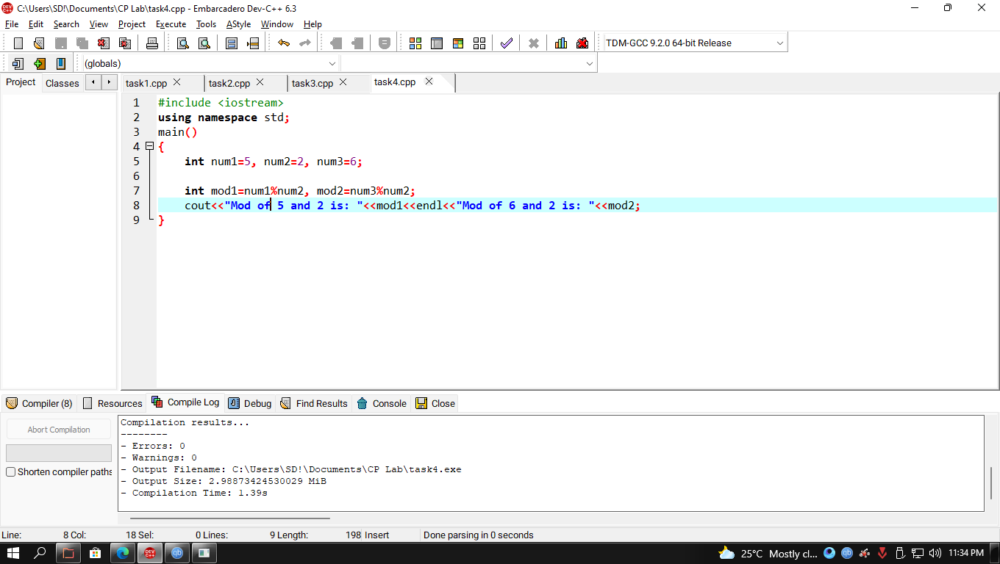 C:\Users\SD!\Documents\CP Lab\task4.cpp - Embarcadero Dev-C++ 6.3
File Edit Search View Project Execute Tools AStyle Window Help
TDM-GCC 9.2.0 64-bit Release
(globals)
Project Classes task1.cpp task2.cpp task3.cpp task4.cpp
1 #include <iostream>
2 using namespace std;
3 main()
4 {
5 int num1=5, num2=2, num3=6;
6
7 int mod1=num1%num2, mod2=num3%num2;
8 cout<<"Mod of 5 and 2 is: "<<mod1<<endl<<"Mod of 6 and 2 is: "<<mod2;
9 }
Compiler (8) Resources Compile Log Debug Find Results Console Close
Abort Compilation
Shorten compiler paths
Compilation results...
--------
- Errors: 0
- Warnings: 0
- Output Filename: C:\Users\SD!\Documents\CP Lab\task4.exe
- Output Size: 2.98873424530029 MiB
- Compilation Time: 1.39s
Line: 8 Col: 18 Sel: 0 Lines: 9 Length: 198 Insert Done parsing in 0 seconds
25°C Mostly cl... 11:34 PM